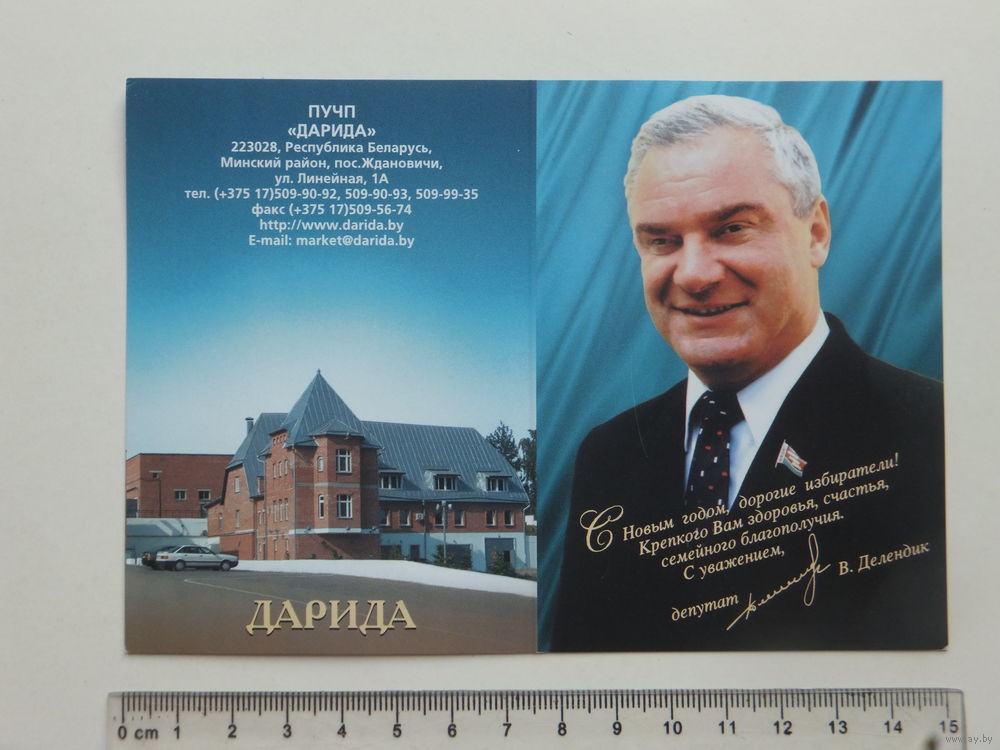 ПУЧП
«ДАРИДА»
223028, Республика Беларусь,
Минский район, пос.Ждановичи,
ул. Линейная, 1А
тел. (+375 17)509-90-92, 509-90-93, 509-99-35
факс (+375 17)509-56-74
http://www.darida.by
E-mail: market@darida.by
ДАРИДА
С Новым годом, дорогие избиратели!
Крепкого Вам здоровья, счастья,
семейного благополучия.
С уважением,
депутат В. Делендик
0 cm 1 2 3 4 5 6 7 8 9 10 11 12 13 14 15
www.ay.by